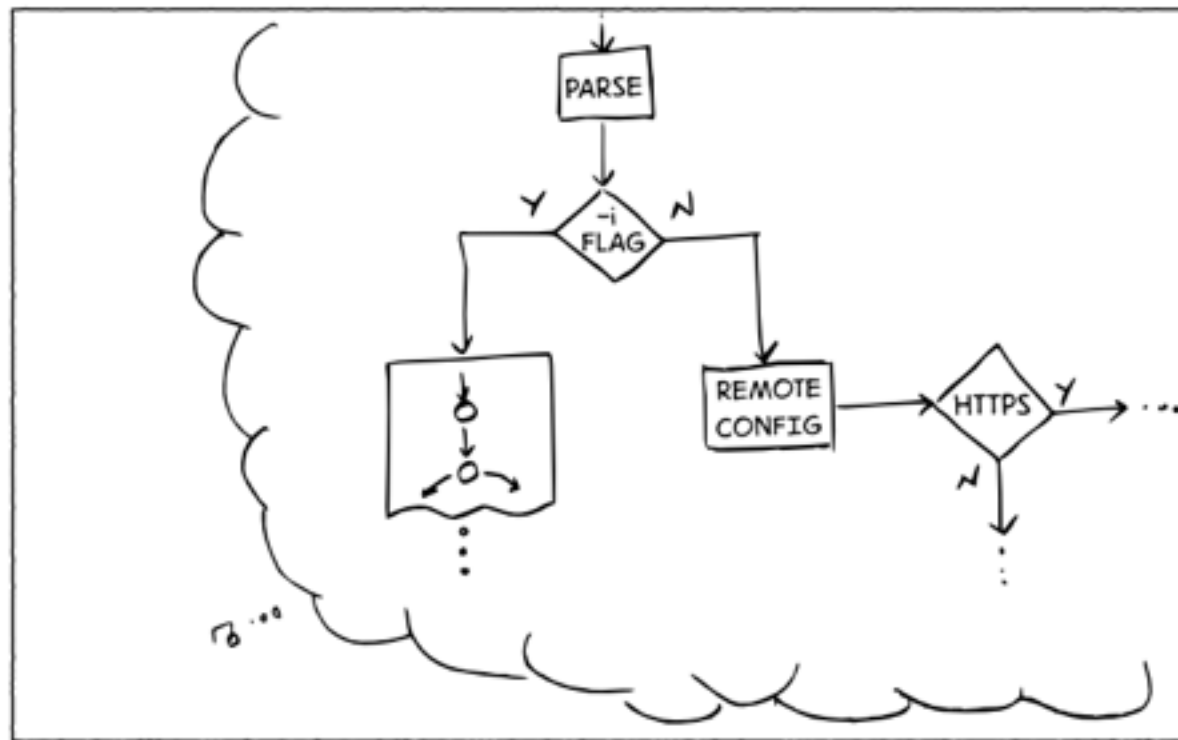 PARSE
Y
N
-i
FLAG
REMOTE
CONFIG
HTTPS
Y
N